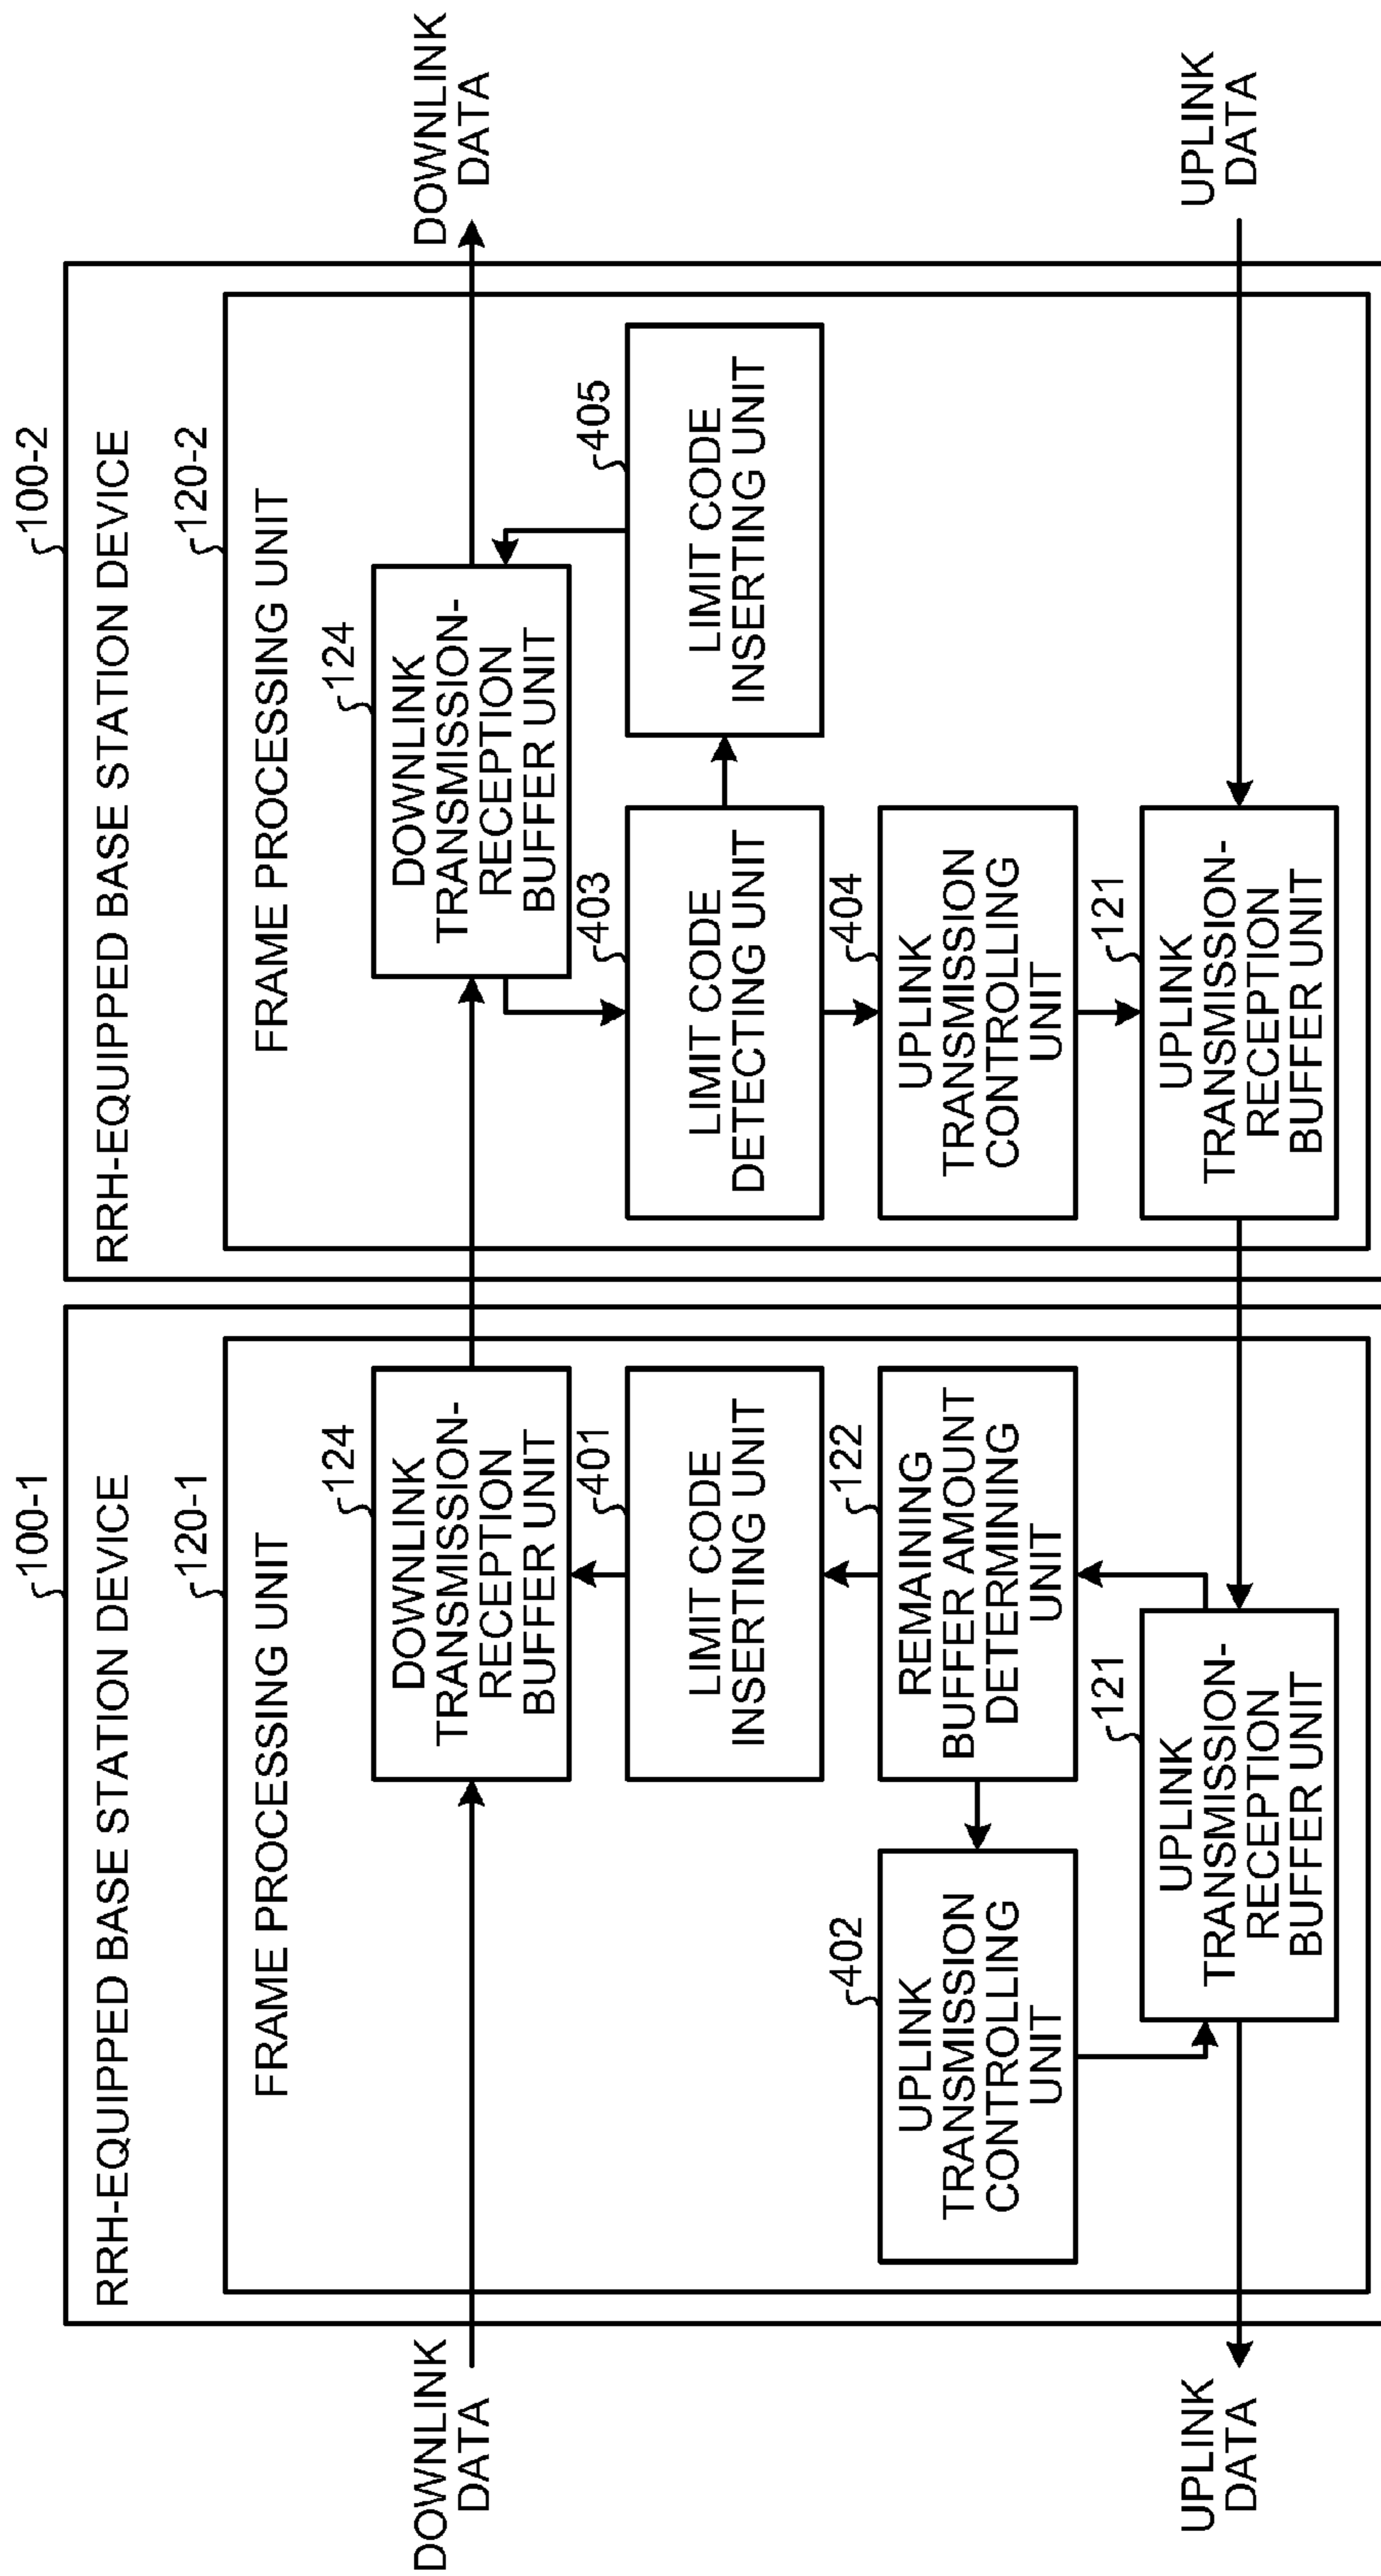 100-1
RRH-EQUIPPED BASE STATION DEVICE
120-1
FRAME PROCESSING UNIT
DOWNLINK
DATA
124
DOWNLINK
TRANSMISSION-
RECEPTION
BUFFER UNIT
401
LIMIT CODE
INSERTING UNIT
122
REMAINING
BUFFER AMOUNT
DETERMINING
UNIT
402
UPLINK
TRANSMISSION
CONTROLLING
UNIT
121
UPLINK
TRANSMISSION-
RECEPTION
BUFFER UNIT
UPLINK
DATA
100-2
RRH-EQUIPPED BASE STATION DEVICE
120-2
FRAME PROCESSING UNIT
124
DOWNLINK
TRANSMISSION-
RECEPTION
BUFFER UNIT
DOWNLINK
DATA
403
LIMIT CODE
DETECTING UNIT
405
LIMIT CODE
INSERTING UNIT
404
UPLINK
TRANSMISSION
CONTROLLING
UNIT
121
UPLINK
TRANSMISSION-
RECEPTION
BUFFER UNIT
UPLINK
DATA